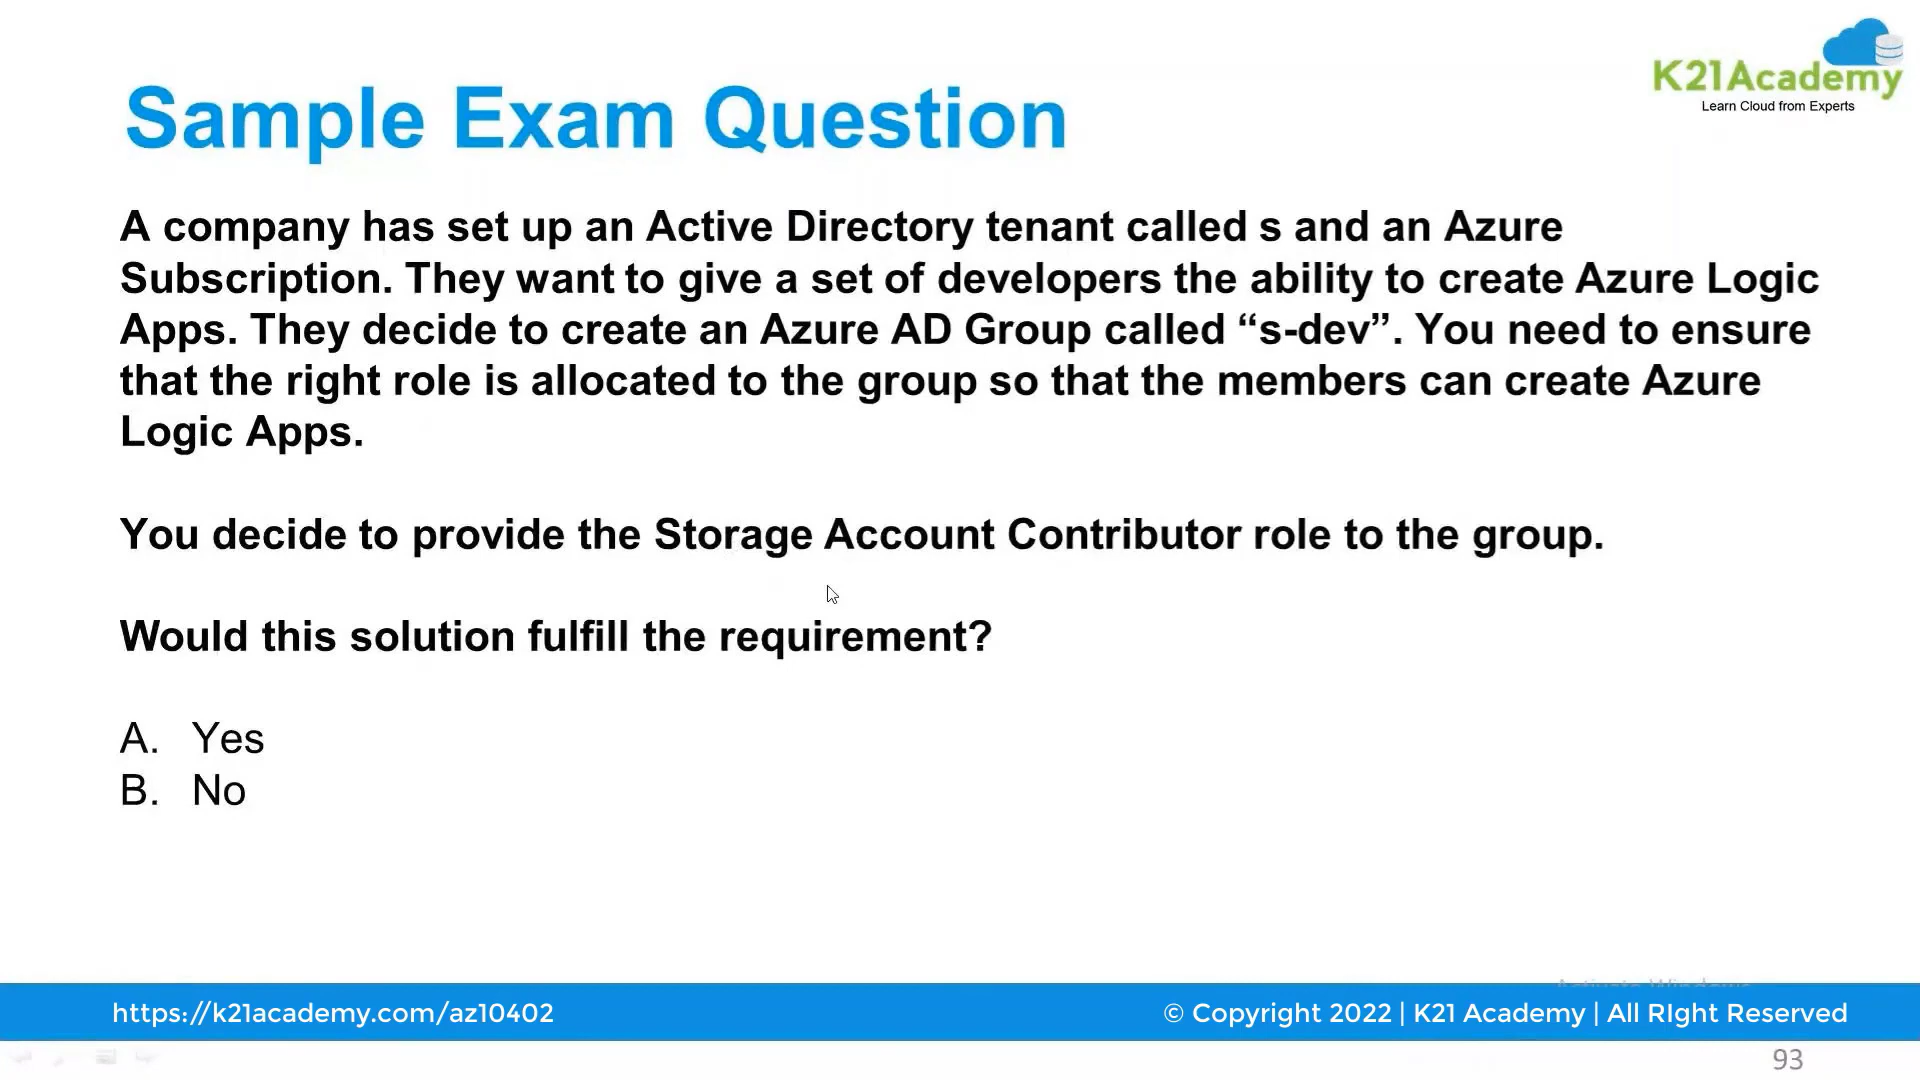 K21Academy
Learn Cloud from Experts
Sample Exam Question
A company has set up an Active Directory tenant called s and an Azure
Subscription. They want to give a set of developers the ability to create Azure Logic
Apps. They decide to create an Azure AD Group called “s-dev”. You need to ensure
that the right role is allocated to the group so that the members can create Azure
Logic Apps.
You decide to provide the Storage Account Contributor role to the group.
Would this solution fulfill the requirement?
A. Yes
B. No
https://k21academy.com/az10402
© Copyright 2022 | K21 Academy | All RIght Reserved
93